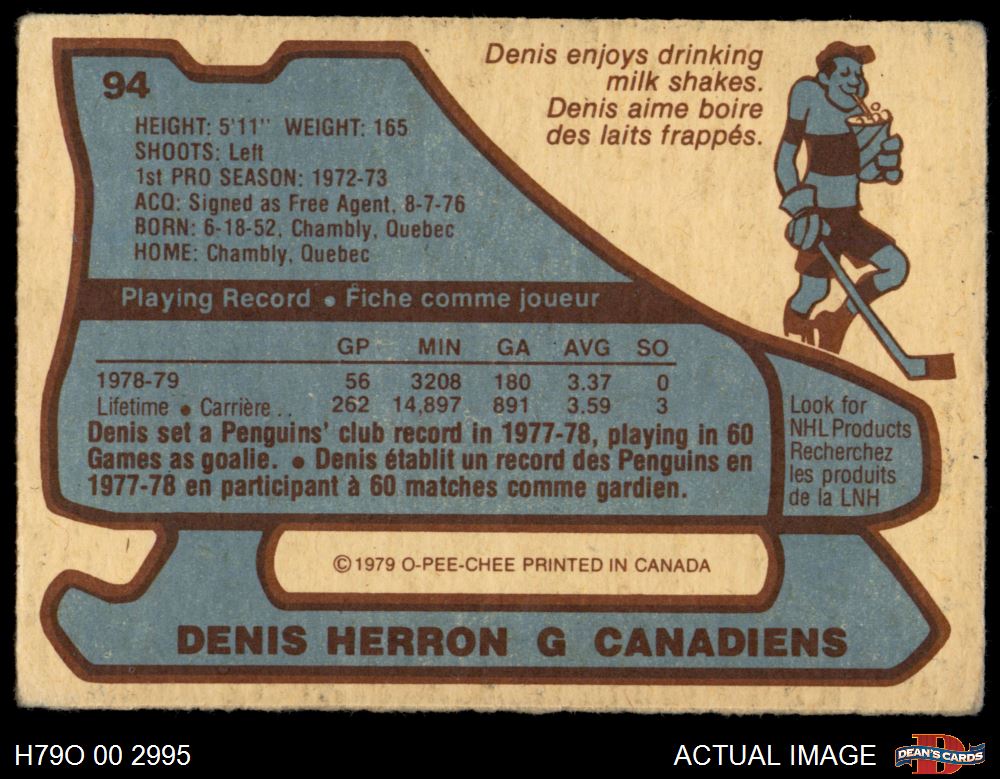 94
Denis enjoys drinking
milk shakes.
Denis aime boire
des laits frappés.
HEIGHT: 5'11" WEIGHT: 165
SHOOTS: Left
1st PRO SEASON: 1972-73
ACQ: Signed as Free Agent, 8-7-76
BORN: 6-18-52, Chambly, Quebec
HOME: Chambly, Quebec
Playing Record • Fiche comme joueur
GP MIN GA AVG SO
1978-79 56 3208 180 3.37 0
Lifetime • Carrière .. 262 14,897 891 3.59 3
Denis set a Penguins' club record in 1977-78, playing in 60
Games as goalie. • Denis établit un record des Penguins en
1977-78 en participant à 60 matches comme gardien.
Look for
NHL Products
Recherchez
les produits
de la LNH
©1979 O-PEE-CHEE PRINTED IN CANADA
DENIS HERRON G CANADIENS
H79O 00 2995
ACTUAL IMAGE
D
DEAN'S CARDS